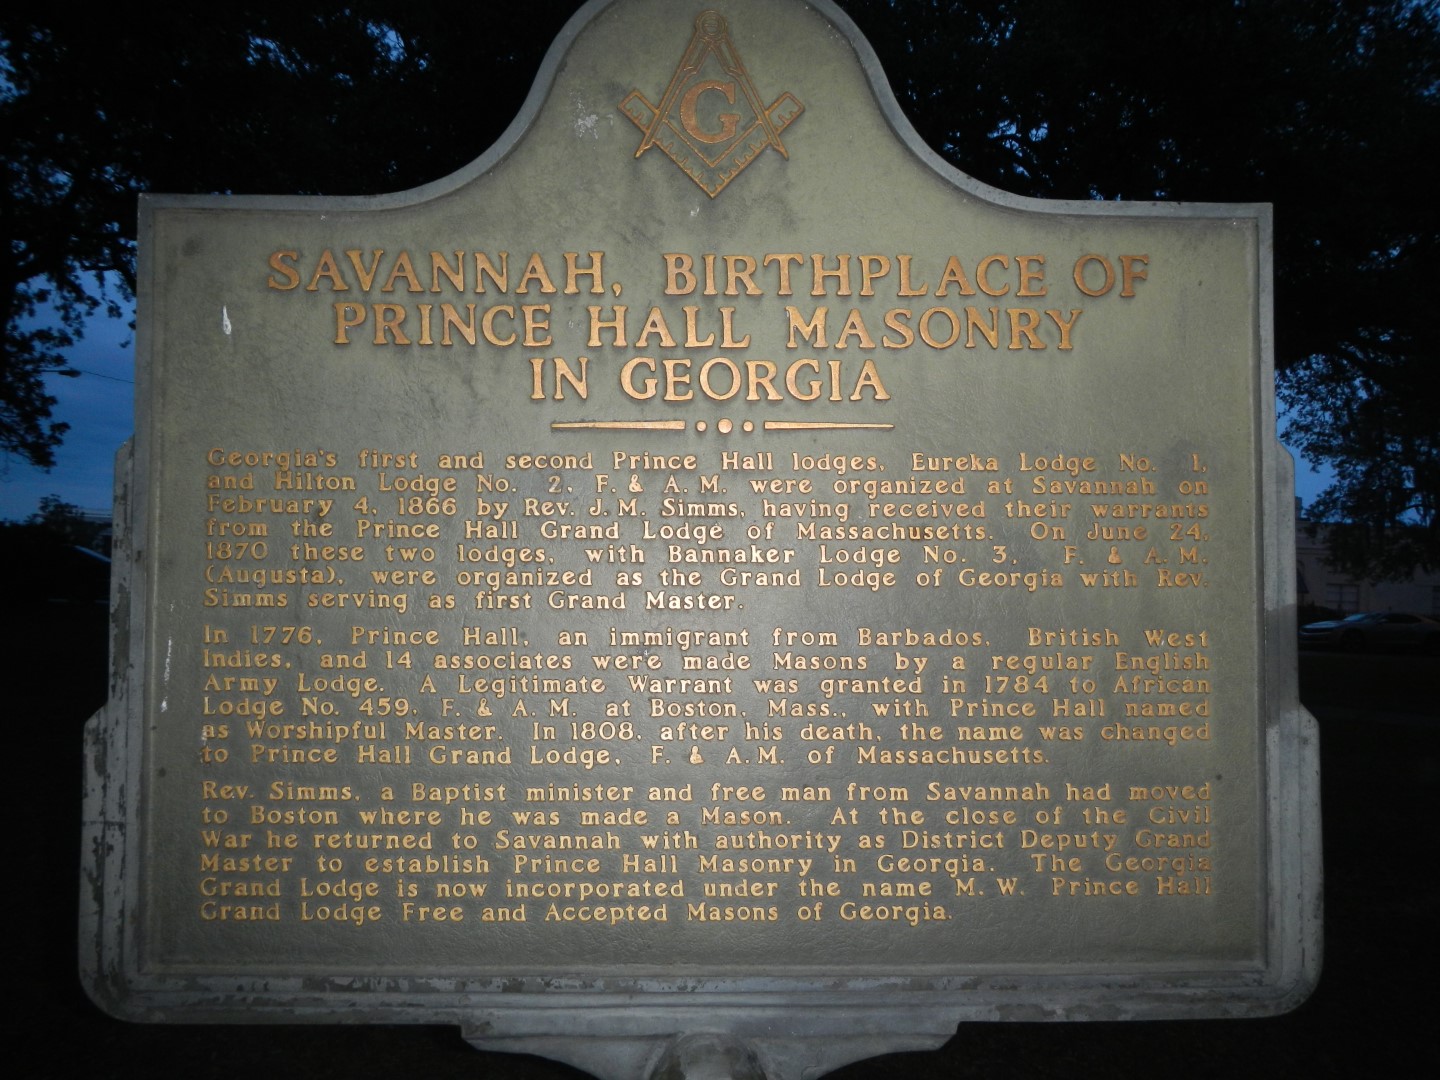 G
SAVANNAH, BIRTHPLACE OF
PRINCE HALL MASONRY
IN GEORGIA
Georgia's first and second Prince Hall lodges, Eureka Lodge No. 1,
and Hilton Lodge No. 2, F. & A. M. were organized at Savannah on
February 4, 1866 by Rev. J. M. Simms, having received their warrants
from the Prince Hall Grand Lodge of Massachusetts. On June 24,
1870 these two lodges, with Bannaker Lodge No. 3, F. & A. M.
(Augusta), were organized as the Grand Lodge of Georgia with Rev.
Simms serving as first Grand Master.
In 1776, Prince Hall, an immigrant from Barbados, British West
Indies, and 14 associates were made Masons by a regular English
Army Lodge. A Legitimate Warrant was granted in 1784 to African
Lodge No. 459, F. & A. M. at Boston, Mass., with Prince Hall named
as Worshipful Master. In 1808, after his death, the name was changed
to Prince Hall Grand Lodge, F. & A. M. of Massachusetts.
Rev. Simms, a Baptist minister and free man from Savannah had moved
to Boston where he was made a Mason. At the close of the Civil
War he returned to Savannah with authority as District Deputy Grand
Master to establish Prince Hall Masonry in Georgia. The Georgia
Grand Lodge is now incorporated under the name M. W. Prince Hall
Grand Lodge Free and Accepted Masons of Georgia.